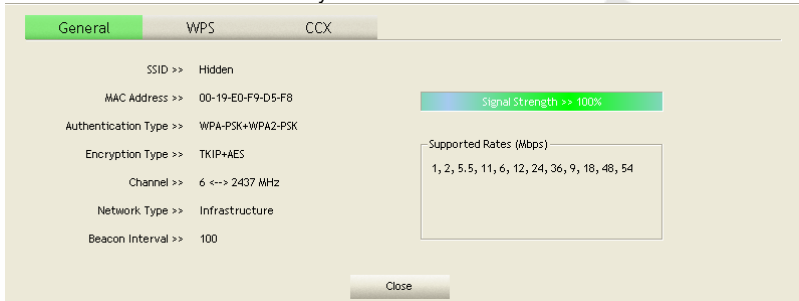 General WPS CCX
SSID >> Hidden
MAC Address >> 00-19-E0-F9-D5-F8
Authentication Type >> WPA-PSK+WPA2-PSK
Encryption Type >> TKIP+AES
Channel >> 6 <--> 2437 MHz
Network Type >> Infrastructure
Beacon Interval >> 100
Signal Strength >> 100%
Supported Rates (Mbps)
1, 2, 5.5, 11, 6, 12, 24, 36, 9, 18, 48, 54
Close